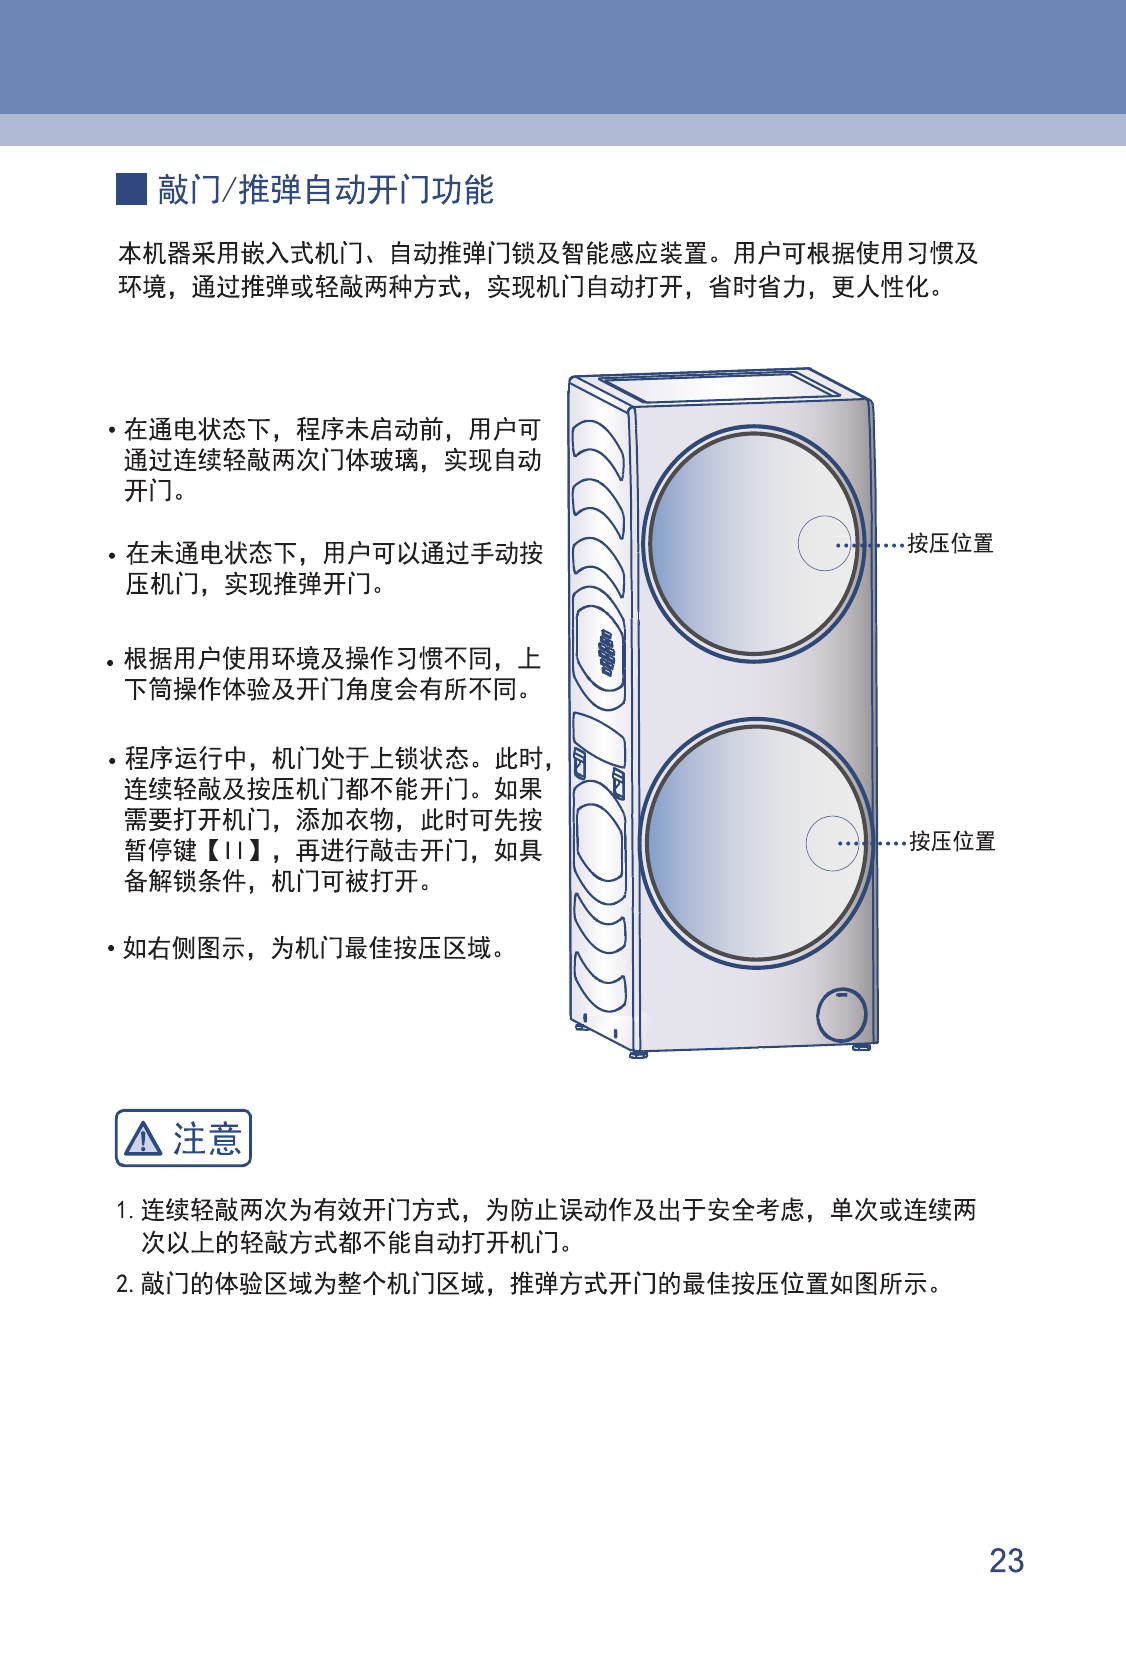 敲门/推弹自动开门功能
本机器采用嵌入式机门、自动推弹门锁及智能感应装置。用户可根据使用习惯及
环境，通过推弹或轻敲两种方式，实现机门自动打开，省时省力，更人性化。
·在通电状态下，程序未启动前，用户可
通过连续轻敲两次门体玻璃，实现自动
开门。
·在未通电状态下，用户可以通过手动按
压机门，实现推弹开门。
·根据用户使用环境及操作习惯不同，上
下筒操作体验及开门角度会有所不同。
·程序运行中，机门处于上锁状态。此时，
连续轻敲及按压机门都不能开门。如果
需要打开机门，添加衣物，此时可先按
暂停键【II】，再进行敲击开门，如具
备解锁条件，机门可被打开。
·如右侧图示，为机门最佳按压区域。
按压位置
按压位置
注意
1.连续轻敲两次为有效开门方式，为防止误动作及出于安全考虑，单次或连续两
次以上的轻敲方式都不能自动打开机门。
2.敲门的体验区域为整个机门区域，推弹方式开门的最佳按压位置如图所示。
23